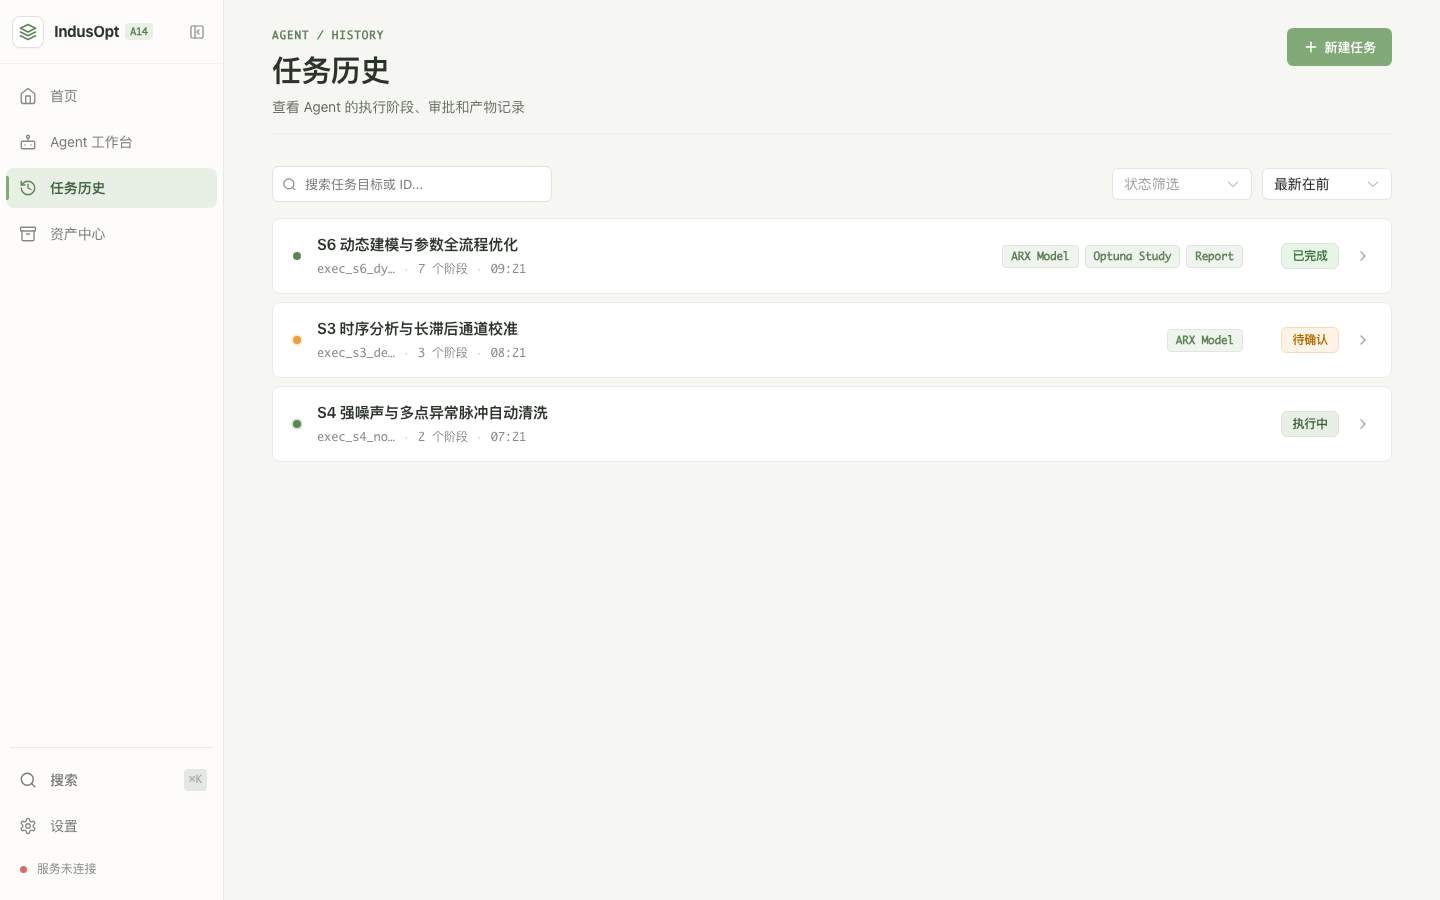 IndusOpt A14
首页
Agent 工作台
任务历史
资产中心
搜索 ⌘K
设置
服务未连接
AGENT / HISTORY
任务历史
查看 Agent 的执行阶段、审批和产物记录
新建任务
搜索任务目标或 ID...
状态筛选
最新在前
S6 动态建模与参数全流程优化
exec_s6_dy… · 7 个阶段 · 09:21
ARX Model Optuna Study Report
已完成
S3 时序分析与长滞后通道校准
exec_s3_de… · 3 个阶段 · 08:21
ARX Model
待确认
S4 强噪声与多点异常脉冲自动清洗
exec_s4_no… · 2 个阶段 · 07:21
执行中